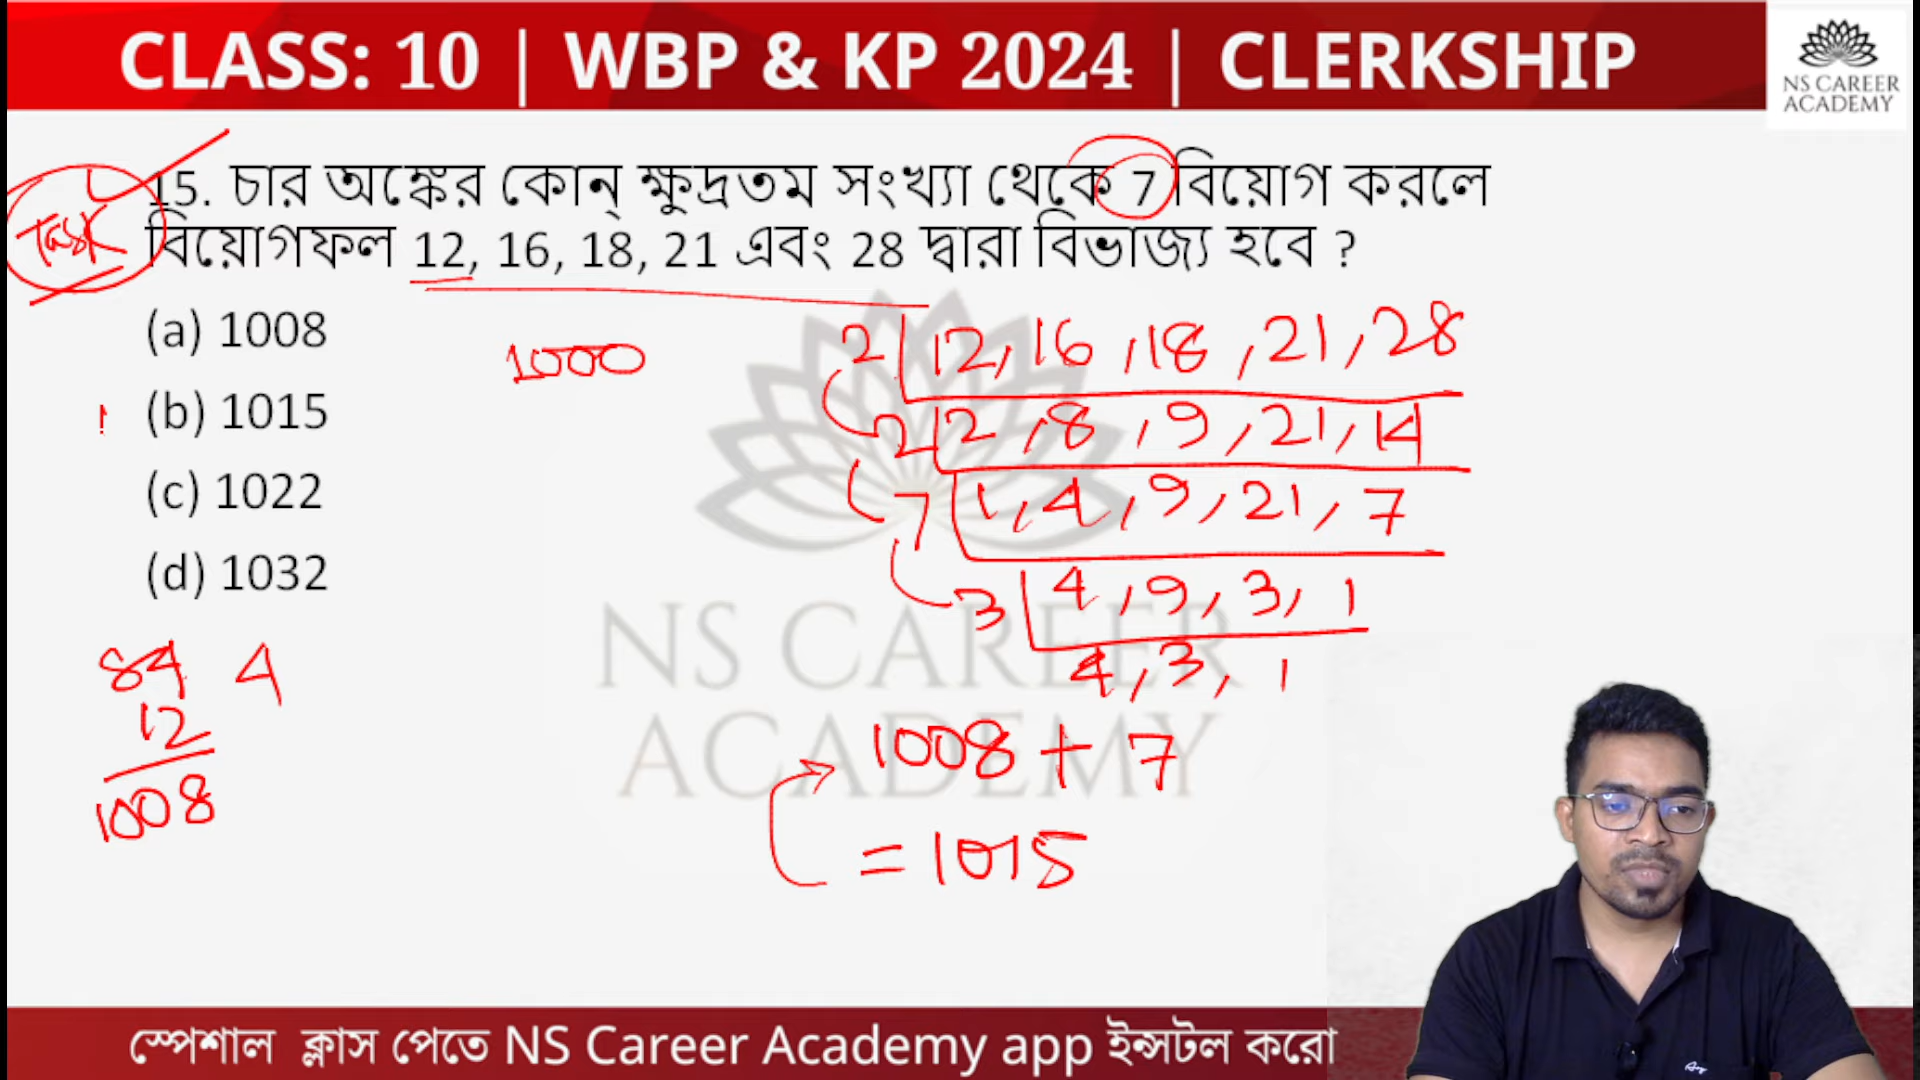 CLASS: 10 | WBP & KP 2024 | CLERKSHIP
NS CAREER
ACADEMY
Task
15. চার অঙ্কের কোন্ ক্ষুদ্রতম সংখ্যা থেকে 7 বিয়োগ করলে
বিয়োগফল 12, 16, 18, 21 এবং 28 দ্বারা বিভাজ্য হবে ?
(a) 1008
(b) 1015
(c) 1022
(d) 1032
1000
2 | 12, 16, 18, 21, 28
2 | 2, 8, 9, 21, 14
7 | 1, 4, 9, 21, 7
3 | 4, 9, 3, 1
4, 3, 1
84 4
12
1008
1008 + 7
= 1015
NS CAREER
ACADEMY
স্পেশাল ক্লাস পেতে NS Career Academy app ইন্সটল করো